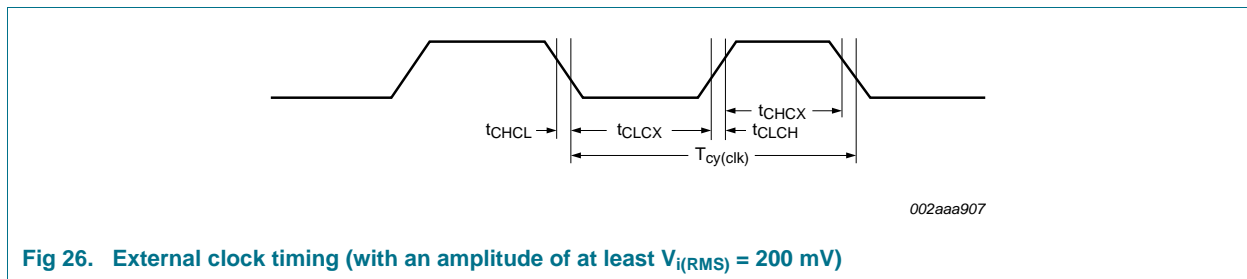 tCHCX
tCHCL tCLCX tCLCH
Tcy(clk)
002aaa907
Fig 26. External clock timing (with an amplitude of at least Vi(RMS) = 200 mV)